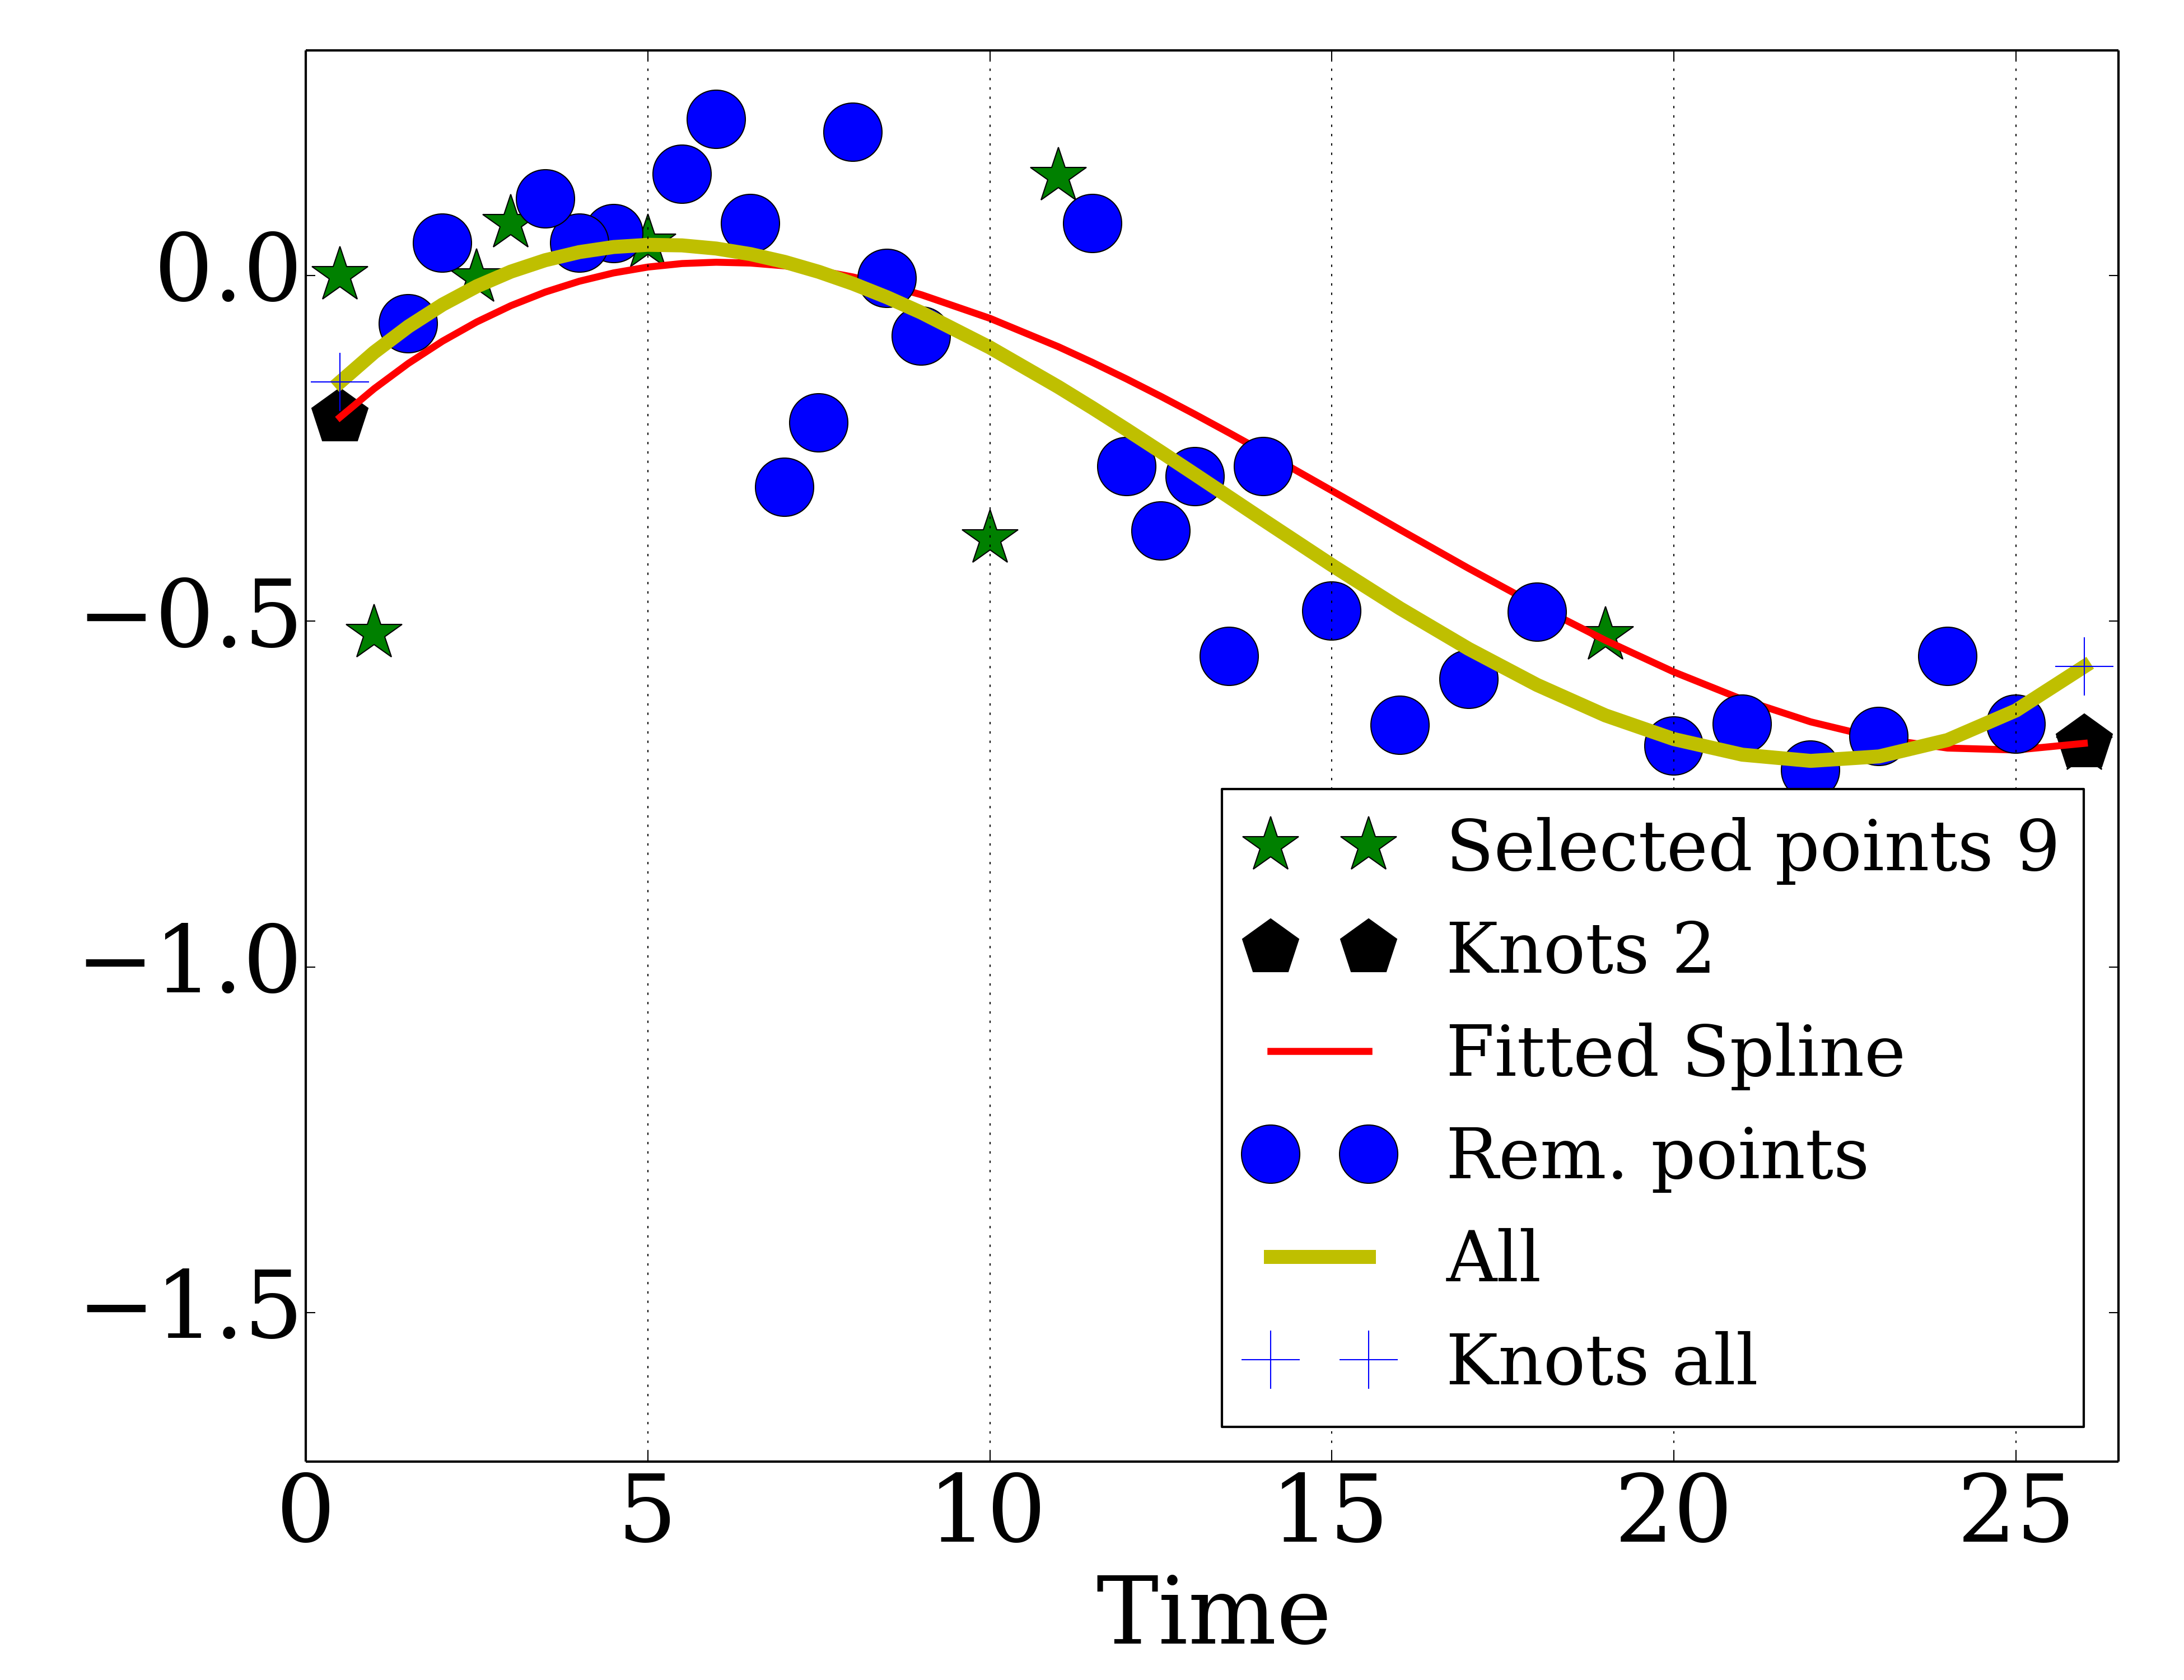 0.0
−0.5
−1.0
−1.5
Selected points 9
Knots 2
Fitted Spline
Rem. points
All
Knots all
0 5 10 15 20 25
Time